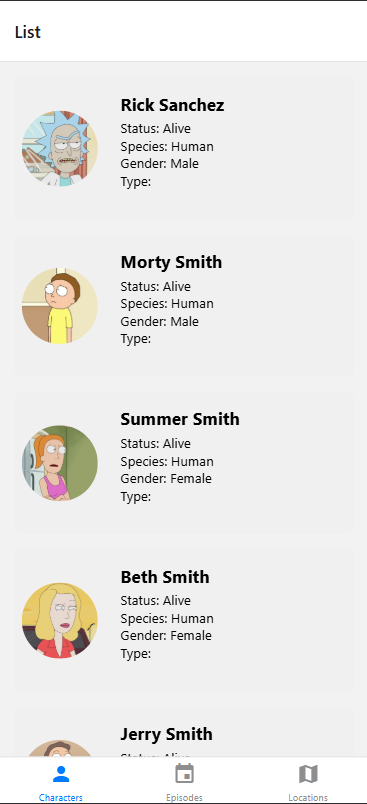 List
Rick Sanchez
Status: Alive
Species: Human
Gender: Male
Type:
Morty Smith
Status: Alive
Species: Human
Gender: Male
Type:
Summer Smith
Status: Alive
Species: Human
Gender: Female
Type:
Beth Smith
Status: Alive
Species: Human
Gender: Female
Type:
Jerry Smith
Status: Alive
Characters Episodes Locations